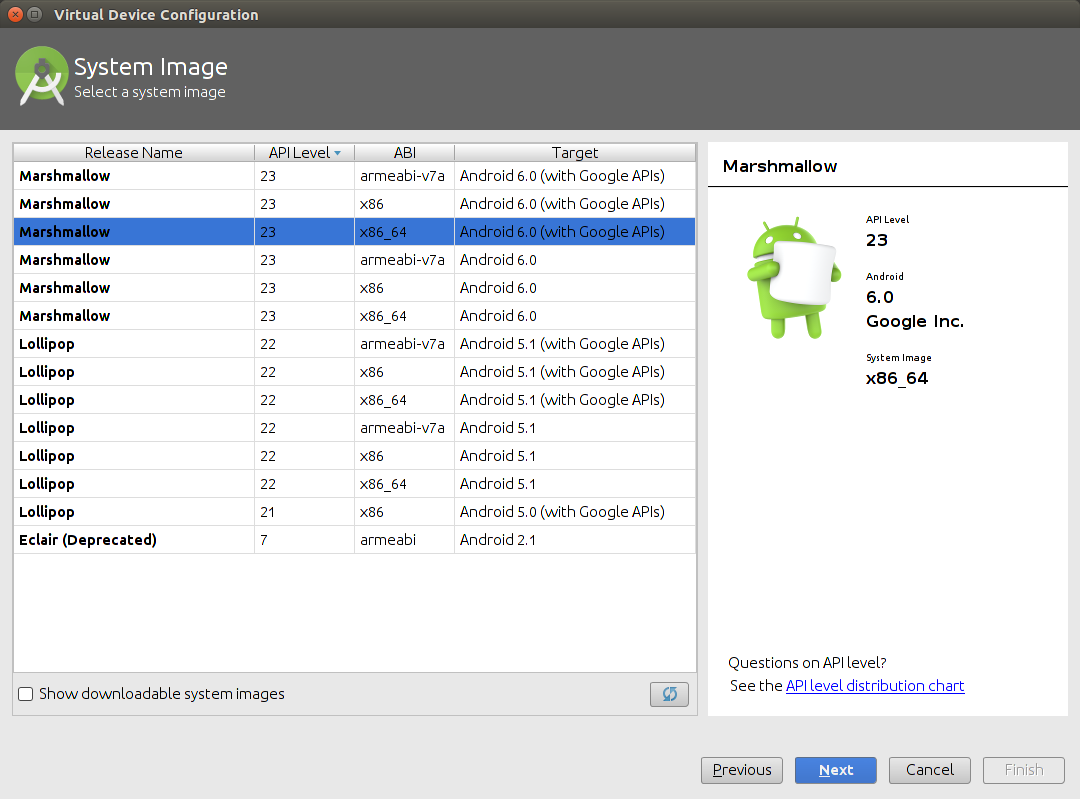 Virtual Device Configuration
System Image
Select a system image
Release Name API Level ABI Target
Marshmallow 23 armeabi-v7a Android 6.0 (with Google APIs)
Marshmallow 23 x86 Android 6.0 (with Google APIs)
Marshmallow 23 x86_64 Android 6.0 (with Google APIs)
Marshmallow 23 armeabi-v7a Android 6.0
Marshmallow 23 x86 Android 6.0
Marshmallow 23 x86_64 Android 6.0
Lollipop 22 armeabi-v7a Android 5.1 (with Google APIs)
Lollipop 22 x86 Android 5.1 (with Google APIs)
Lollipop 22 x86_64 Android 5.1 (with Google APIs)
Lollipop 22 armeabi-v7a Android 5.1
Lollipop 22 x86 Android 5.1
Lollipop 22 x86_64 Android 5.1
Lollipop 21 x86 Android 5.0 (with Google APIs)
Eclair (Deprecated) 7 armeabi Android 2.1
Show downloadable system images
Marshmallow
API Level
23
Android
6.0
Google Inc.
System Image
x86_64
Questions on API level?
See the API level distribution chart
Previous Next Cancel Finish